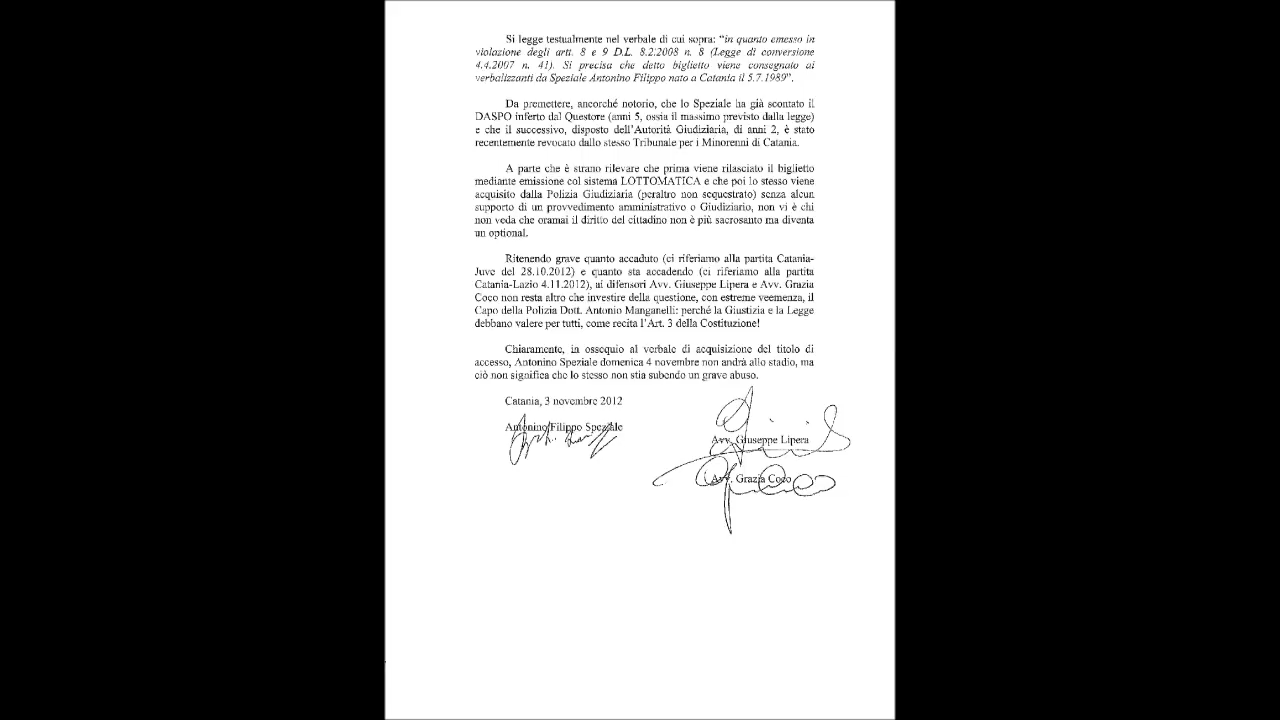 Si legge testualmente nel verbale di cui sopra: “in quanto emesso in
violazione degli artt. 8 e 9 D.L. 8.2.2008 n. 8 (Legge di conversione
4.4.2007 n. 41). Si precisa che detto biglietto viene consegnato ai
verbalizzanti da Speziale Antonino Filippo nato a Catania il 5.7.1989”.
Da premettere, ancorché notorio, che lo Speziale ha già scontato il
DASPO inferto dal Questore (anni 5, ossia il massimo previsto dalla legge)
e che il successivo, disposto dell’Autorità Giudiziaria, di anni 2, è stato
recentemente revocato dallo stesso Tribunale per i Minorenni di Catania.
A parte che è strano rilevare che prima viene rilasciato il biglietto
mediante emissione col sistema LOTTOMATICA e che poi lo stesso viene
acquisito dalla Polizia Giudiziaria (peraltro non sequestrato) senza alcun
supporto di un provvedimento amministrativo o Giudiziario, non vi è chi
non veda che oramai il diritto del cittadino non è più sacrosanto ma diventa
un optional.
Ritenendo grave quanto accaduto (ci riferiamo alla partita Catania-
Juve del 28.10.2012) e quanto sta accadendo (ci riferiamo alla partita
Catania-Lazio 4.11.2012), ai difensori Avv. Giuseppe Lipera e Avv. Grazia
Coco non resta altro che investire della questione, con estreme veemenza, il
Capo della Polizia Dott. Antonio Manganelli: perché la Giustizia e la Legge
debbano valere per tutti, come recita l’Art. 3 della Costituzione!
Chiaramente, in ossequio al verbale di acquisizione del titolo di
accesso, Antonino Speziale domenica 4 novembre non andrà allo stadio, ma
ciò non significa che lo stesso non stia subendo un grave abuso.
Catania, 3 novembre 2012
Antonino Filippo Speziale
Avv. Giuseppe Lipera
Avv. Grazia Coco